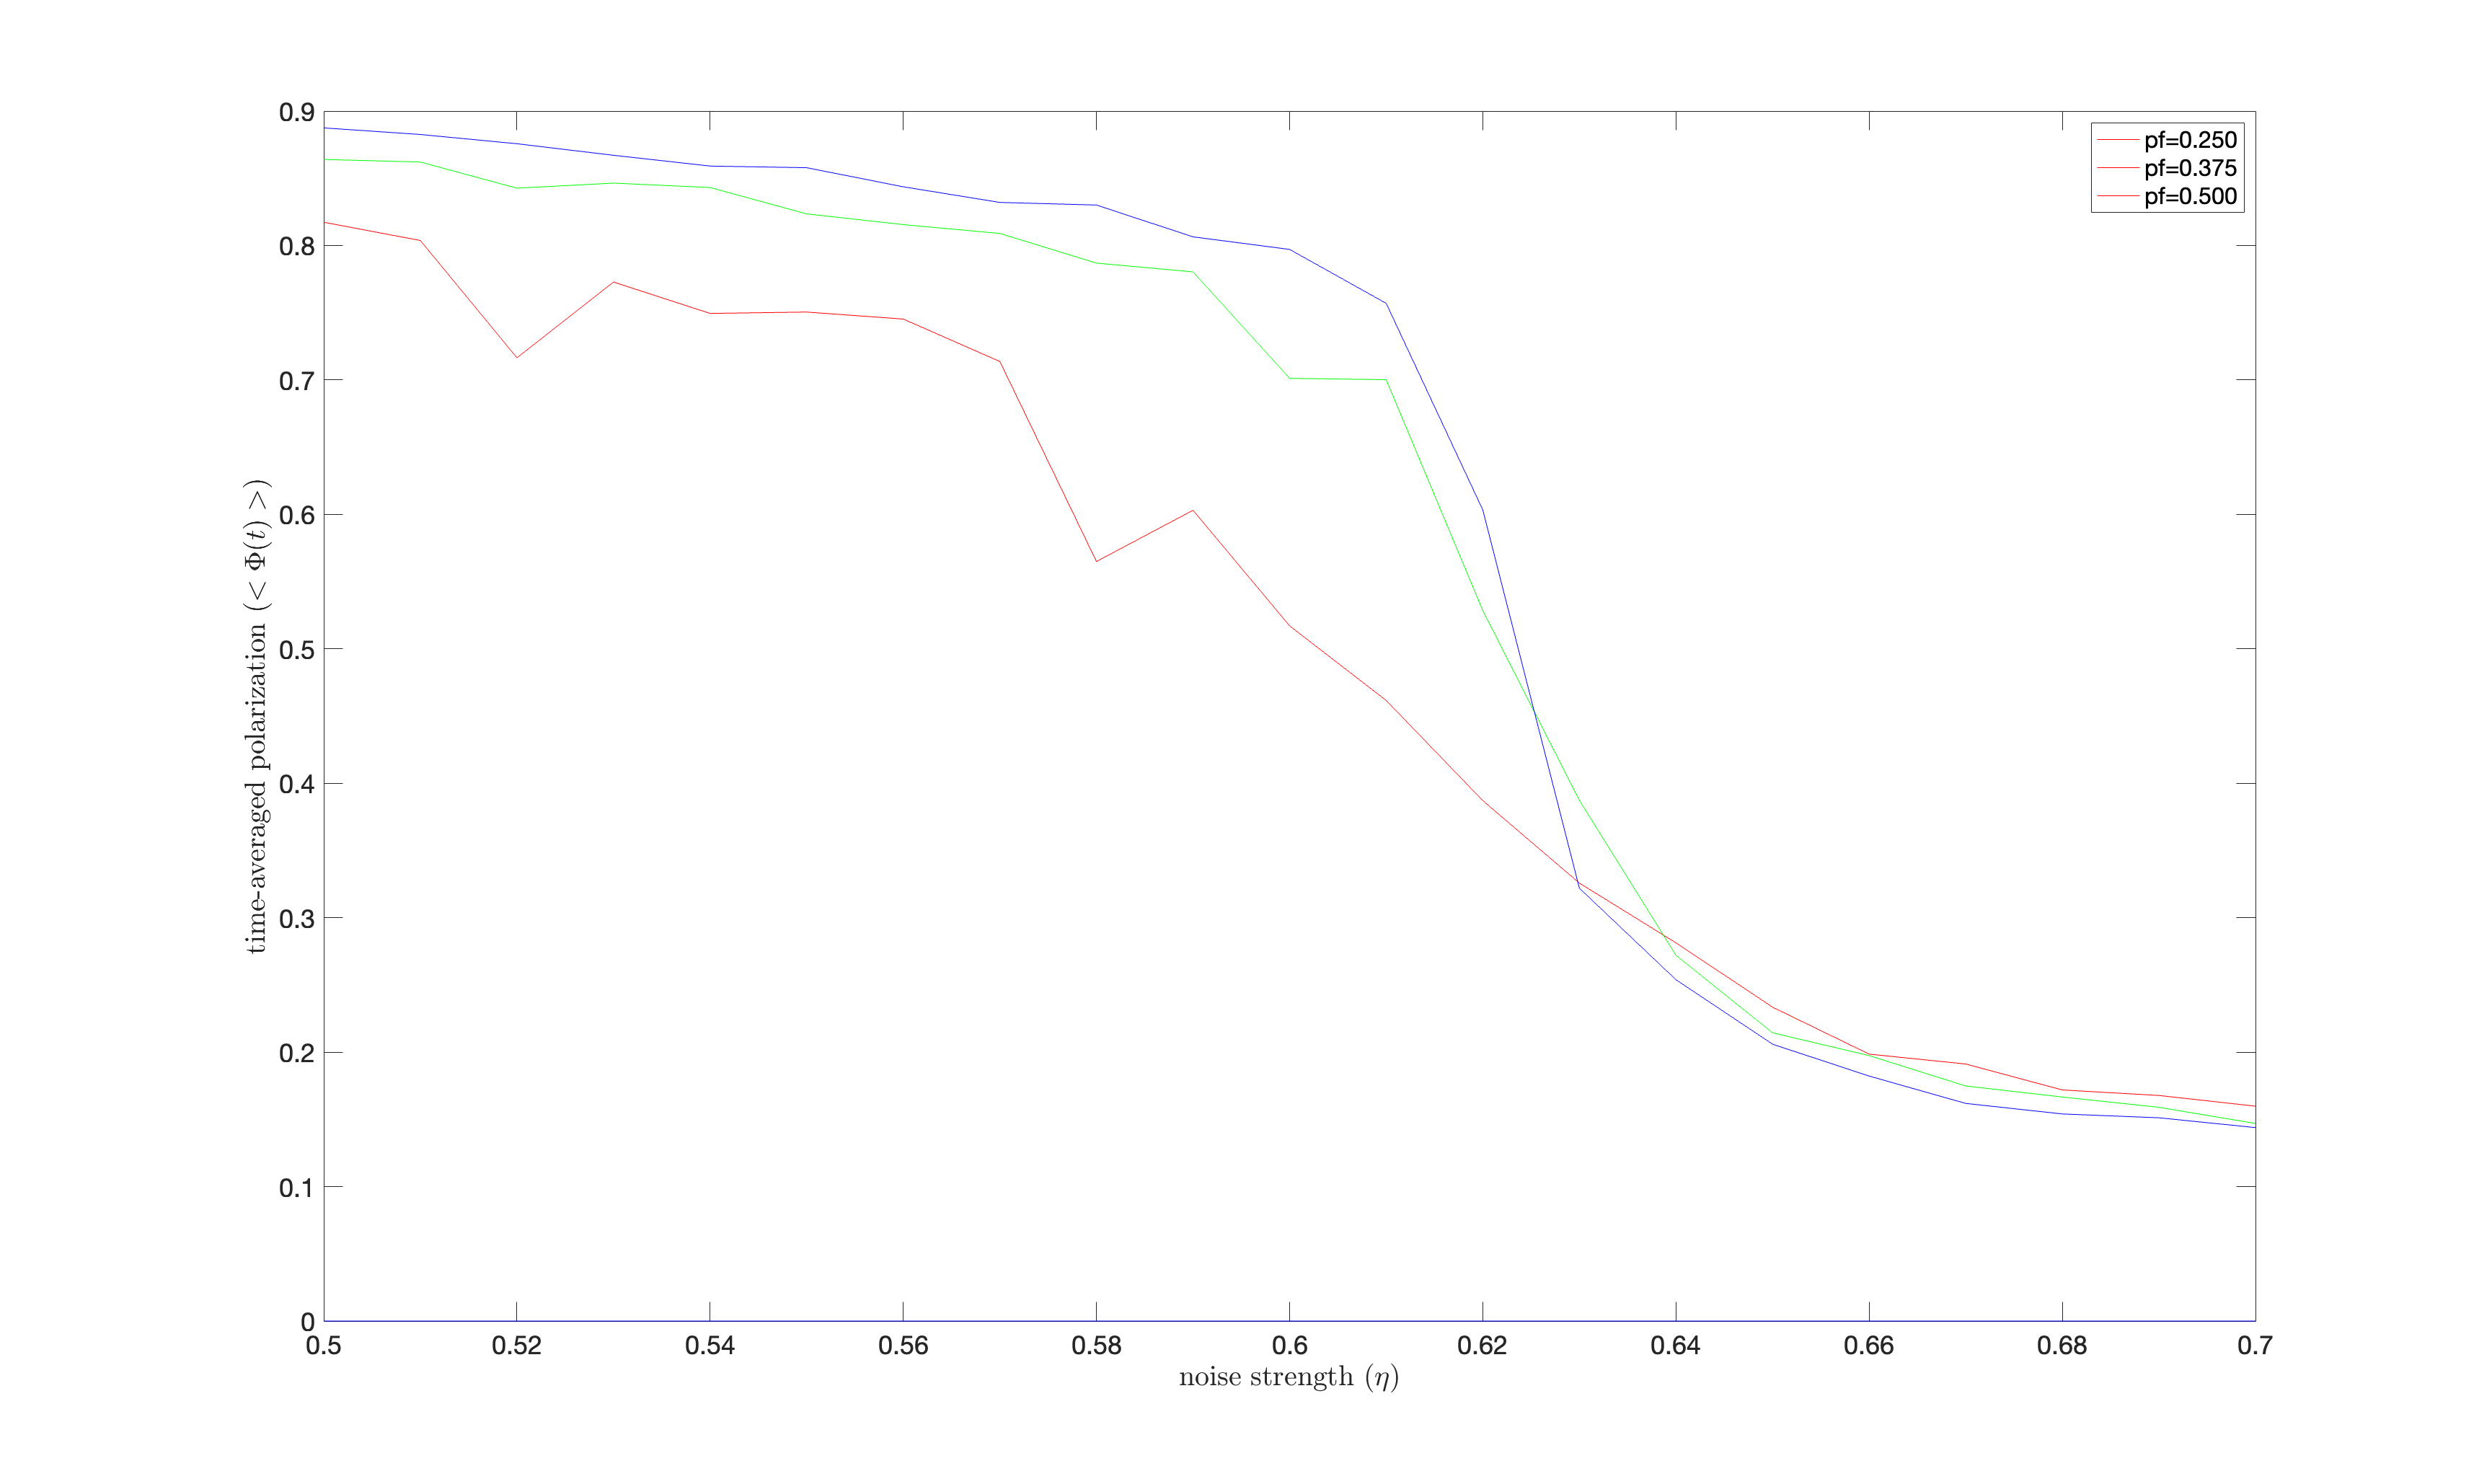 0.9
0.8
0.7
0.6
0.5
0.4
0.3
0.2
0.1
0
time-averaged polarization (< Φ(t) >)
pf=0.250
pf=0.375
pf=0.500
0.5 0.52 0.54 0.56 0.58 0.6 0.62 0.64 0.66 0.68 0.7
noise strength (η)